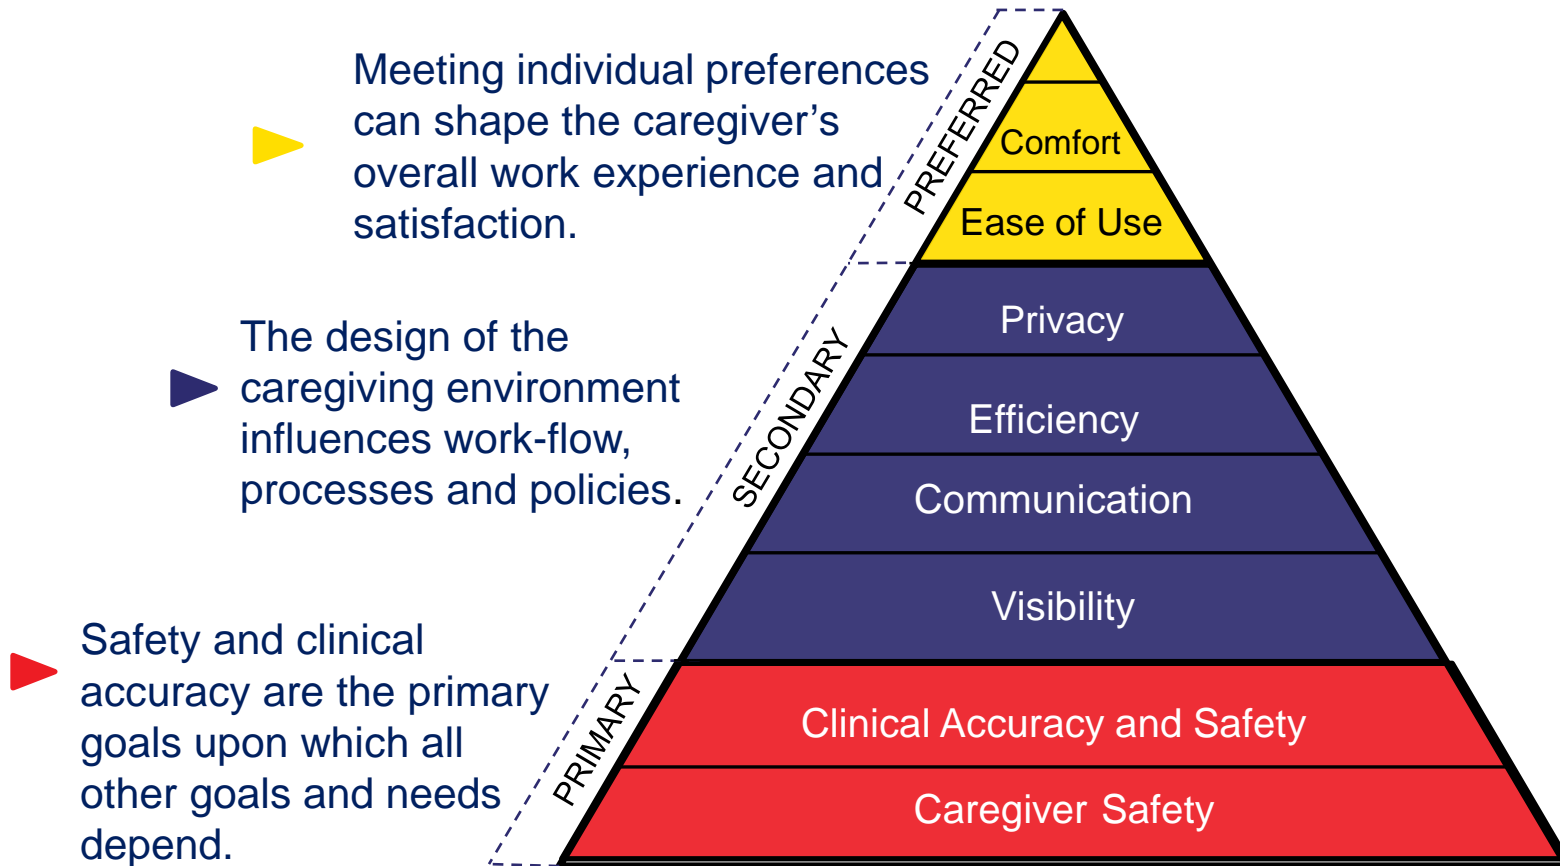 Meeting individual preferences
can shape the caregiver’s
overall work experience and
satisfaction.
The design of the
caregiving environment
influences work-flow,
processes and policies.
Safety and clinical
accuracy are the primary
goals upon which all
other goals and needs
depend.
PREFERRED
Comfort
Ease of Use
SECONDARY
Privacy
Efficiency
Communication
Visibility
PRIMARY
Clinical Accuracy and Safety
Caregiver Safety